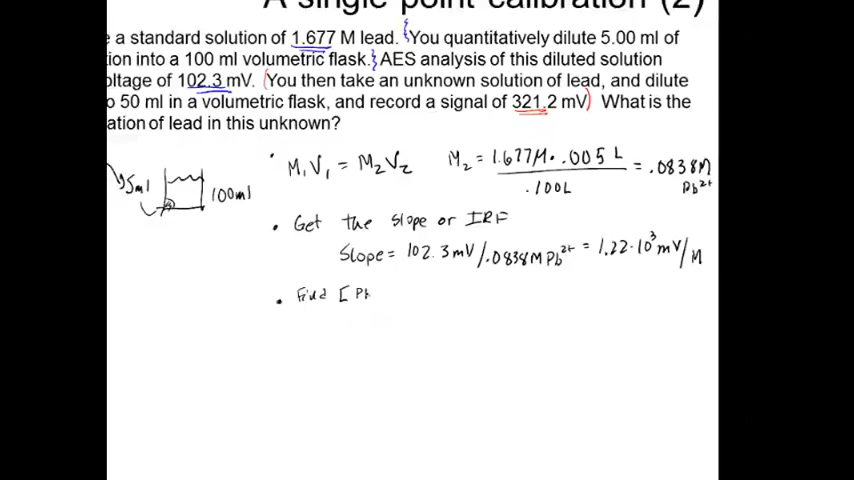 A single point calibration (2)
e a standard solution of 1.677 M lead. {You quantitatively dilute 5.00 ml of
ion into a 100 ml volumetric flask.} AES analysis of this diluted solution
oltage of 102.3 mV. (You then take an unknown solution of lead, and dilute
o 50 ml in a volumetric flask, and record a signal of 321.2 mV) What is the
ation of lead in this unknown?
5ml 100ml
• M₁V₁ = M₂V₂ M₂ = 1.677M · .005 L / .100L = .0838M Pb²⁺
• Get the slope or IRF
Slope = 102.3mV/.0838M Pb²⁺ = 1.22·10³ mV/M
• Find [Pb